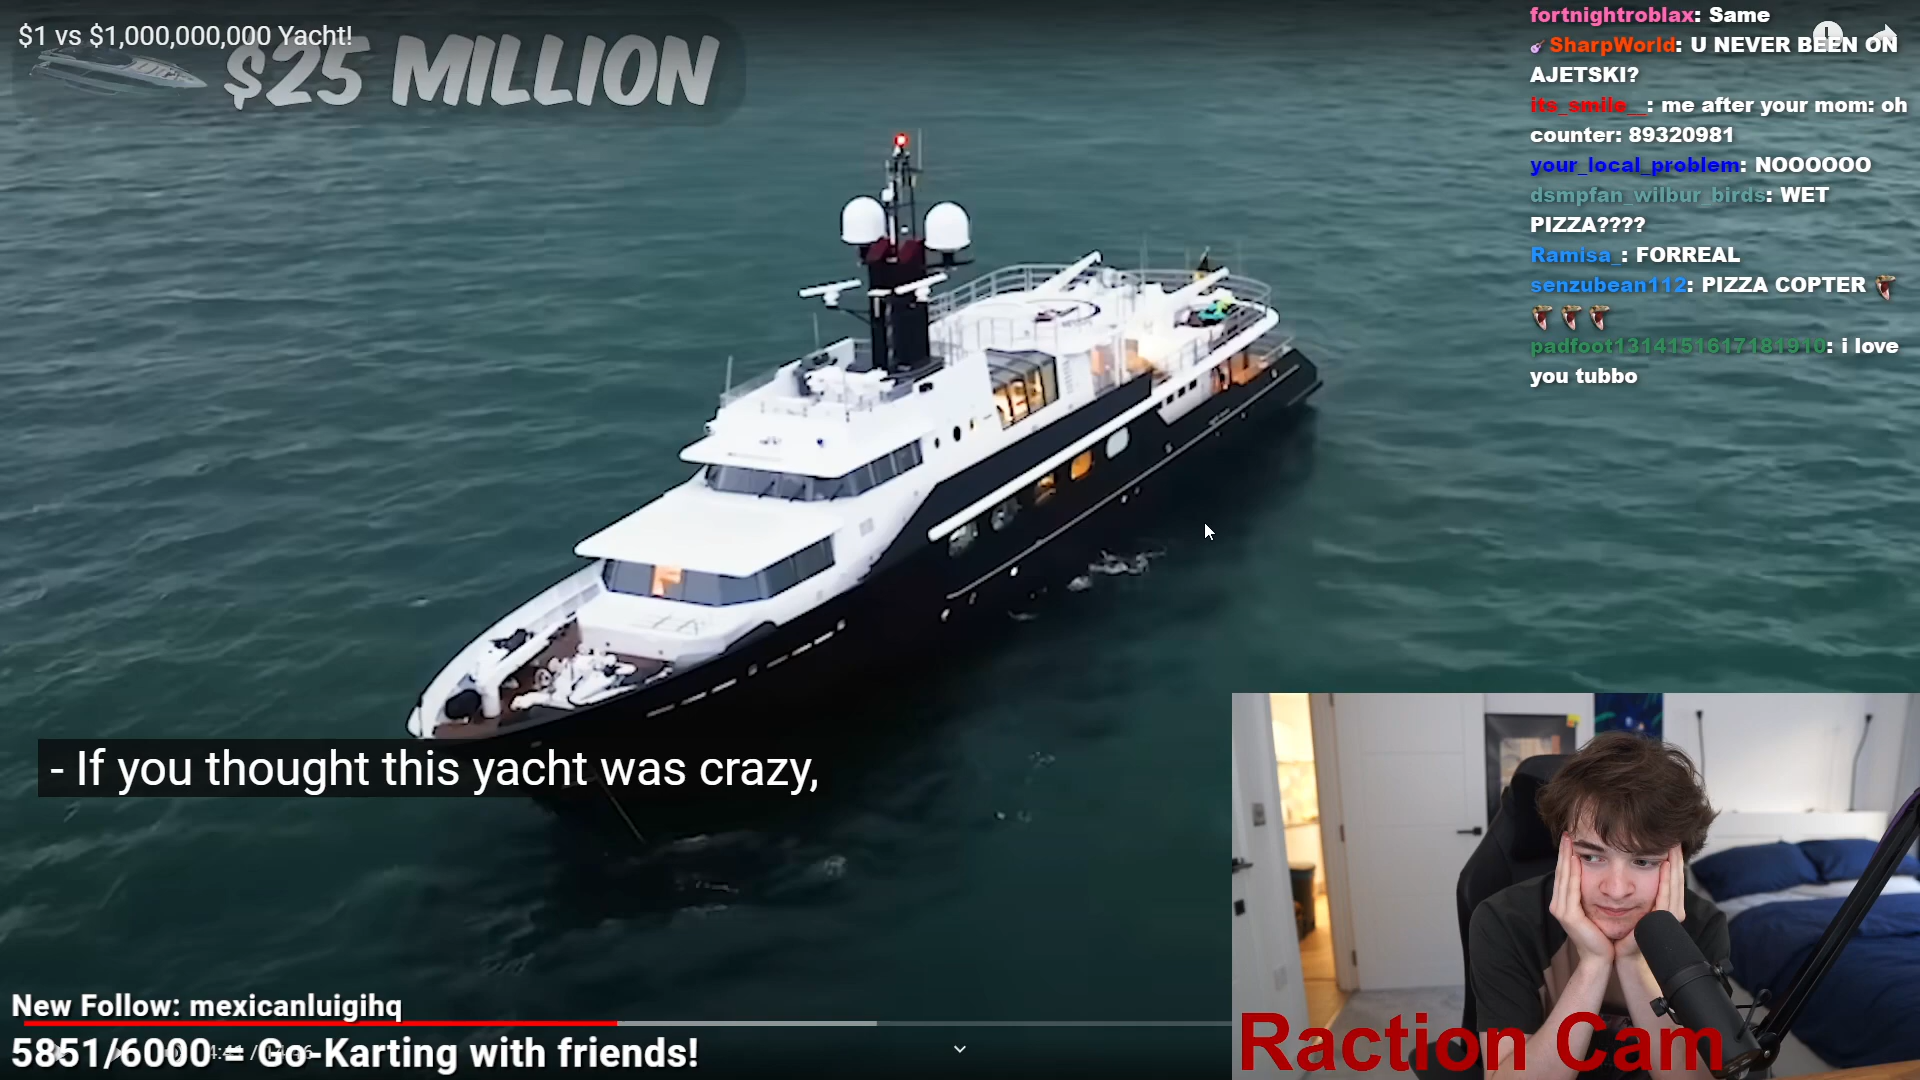 $1 vs $1,000,000,000 Yacht!
$25 MILLION
fortnightroblax: Same
SharpWorld: U NEVER BEEN ON
AJETSKI?
its_smile__: me after your mom: oh
counter: 89320981
your_local_problem: NOOOOOO
dsmpfan_wilbur_birds: WET
PIZZA????
Ramisa_: FORREAL
senzubean112: PIZZA COPTER
padfoot1314151617181910: i love
you tubbo
- If you thought this yacht was crazy,
New Follow: mexicanluigihq
5851/6000 = Go-Karting with friends!
Raction Cam